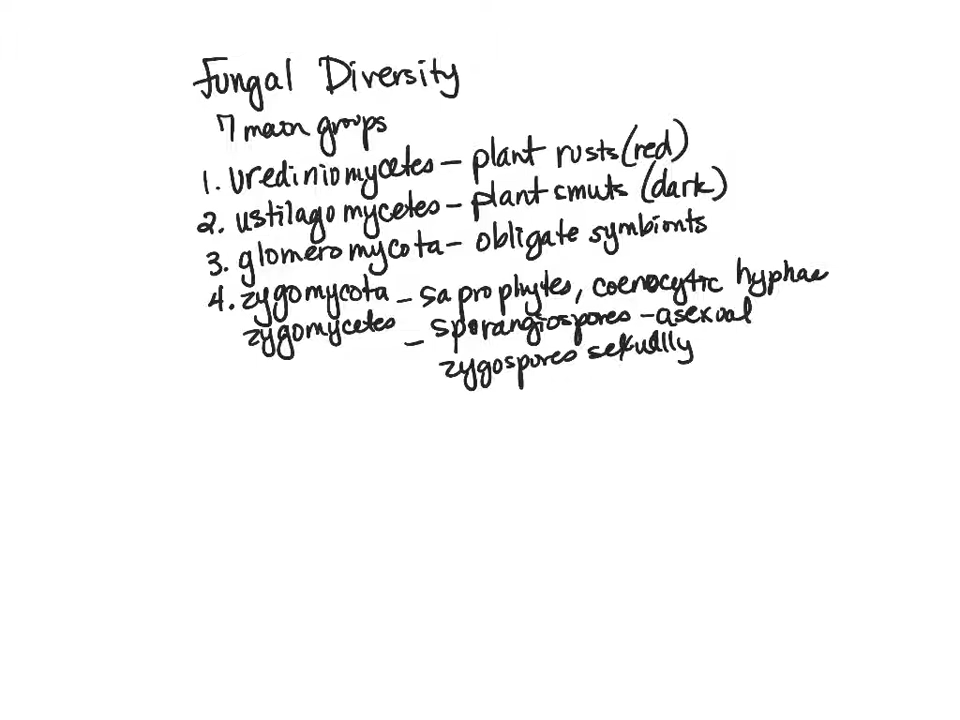 Fungal Diversity
7 main groups
1. Urediniomycetes - plant rusts (red)
2. ustilagomycetes - plant smuts (dark)
3. glomeromycota - obligate symbionts
4. zygomycota - saprophytes, coenocytic hyphae
zygomycetes - sporangiospores - asexual
zygospores sexually